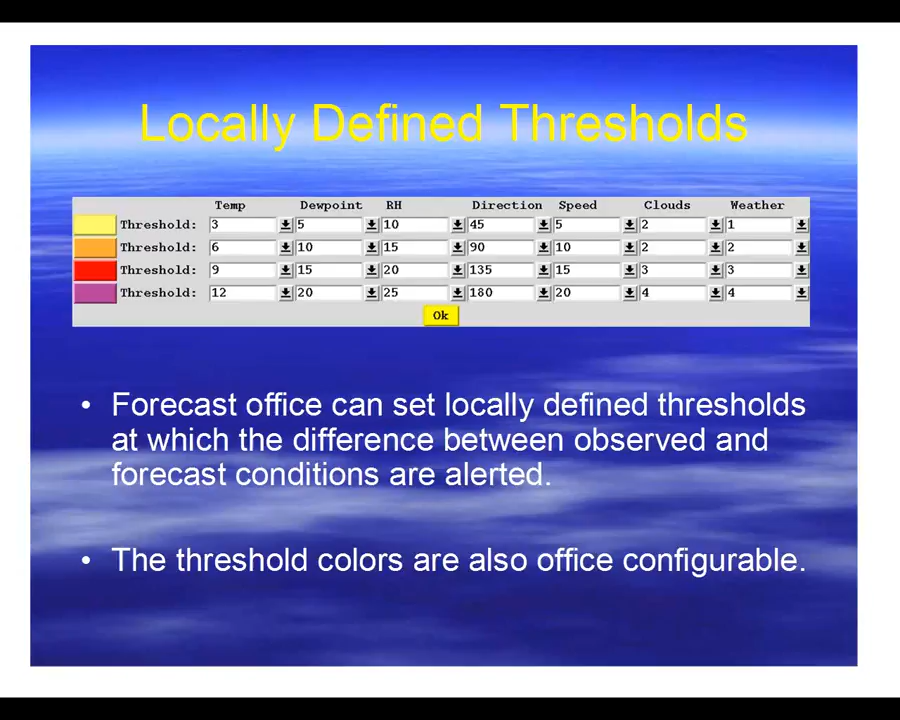 Locally Defined Thresholds
Temp Dewpoint RH Direction Speed Clouds Weather
Threshold: 3 5 10 45 5 2 1
Threshold: 6 10 15 90 10 2 2
Threshold: 9 15 20 135 15 3 3
Threshold: 12 20 25 180 20 4 4
Ok
• Forecast office can set locally defined thresholds
at which the difference between observed and
forecast conditions are alerted.
• The threshold colors are also office configurable.